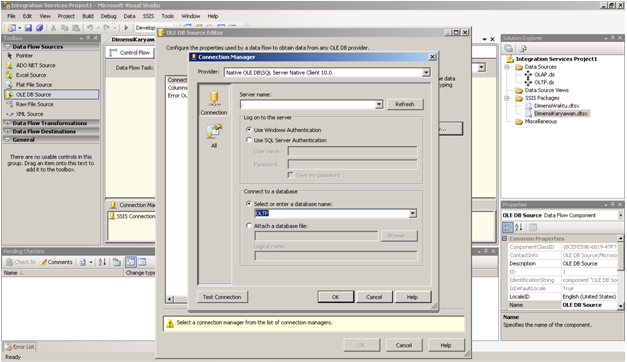 Integration Services Project1 - Microsoft Visual Studio
File Edit View Project Build Debug Data SSIS Tools Window Help
Develop
Toolbox
Data Flow Sources
Pointer
ADO NET Source
Excel Source
Flat File Source
OLE DB Source
Raw File Source
XML Source
Data Flow Transformations
Data Flow Destinations
General
There are no usable controls in this group. Drag an item onto this text to add it to the toolbox.
DimensiKaryaw
Control Flow
Data Flow Task:
Connection Mana
SSIS Connection
OLE DB Source Editor
Configure the properties used by a data flow to obtain data from any OLE DB provider.
Connec
Columns
Error Ou
Connection Manager
Provider: Native OLE DB\SQL Server Native Client 10.0
Connection
All
Server name:
Refresh
Log on to the server
Use Windows Authentication
Use SQL Server Authentication
User name:
Password:
Save my password
Connect to a database
Select or enter a database name:
OLTP
Attach a database file:
Browse...
Logical name:
Test Connection
OK
Cancel
Help
the data
typing
Select a connection manager from the list of connection managers.
OK
Cancel
Help
Solution Explorer
Integration Services Project1
Data Sources
OLAP.ds
OLTP.ds
Data Source Views
SSIS Packages
DimensiWaktu.dtsx
DimensiKaryawan.dtsx
Miscellaneous
Properties
OLE DB Source Data Flow Component
Common Properties
ComponentClassID
ContactInfo OLE DB Source;Microso
Description OLE DB Source
ID 1
IdentificationString component "OLE DB So
IsDefaultLocale True
LocaleID English (United States)
Name OLE DB Source
Name
Specifies the name of the component.
Pending Checkins
Check In
Comments
Name
Change type
Error List
Ready